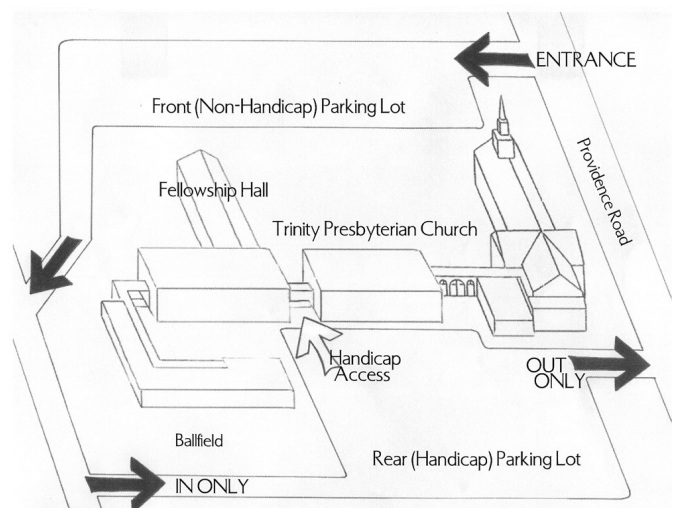 ENTRANCE
Front (Non-Handicap) Parking Lot
Providence Road
Fellowship Hall
Trinity Presbyterian Church
Handicap
Access
OUT
ONLY
Ballfield
Rear (Handicap) Parking Lot
IN ONLY